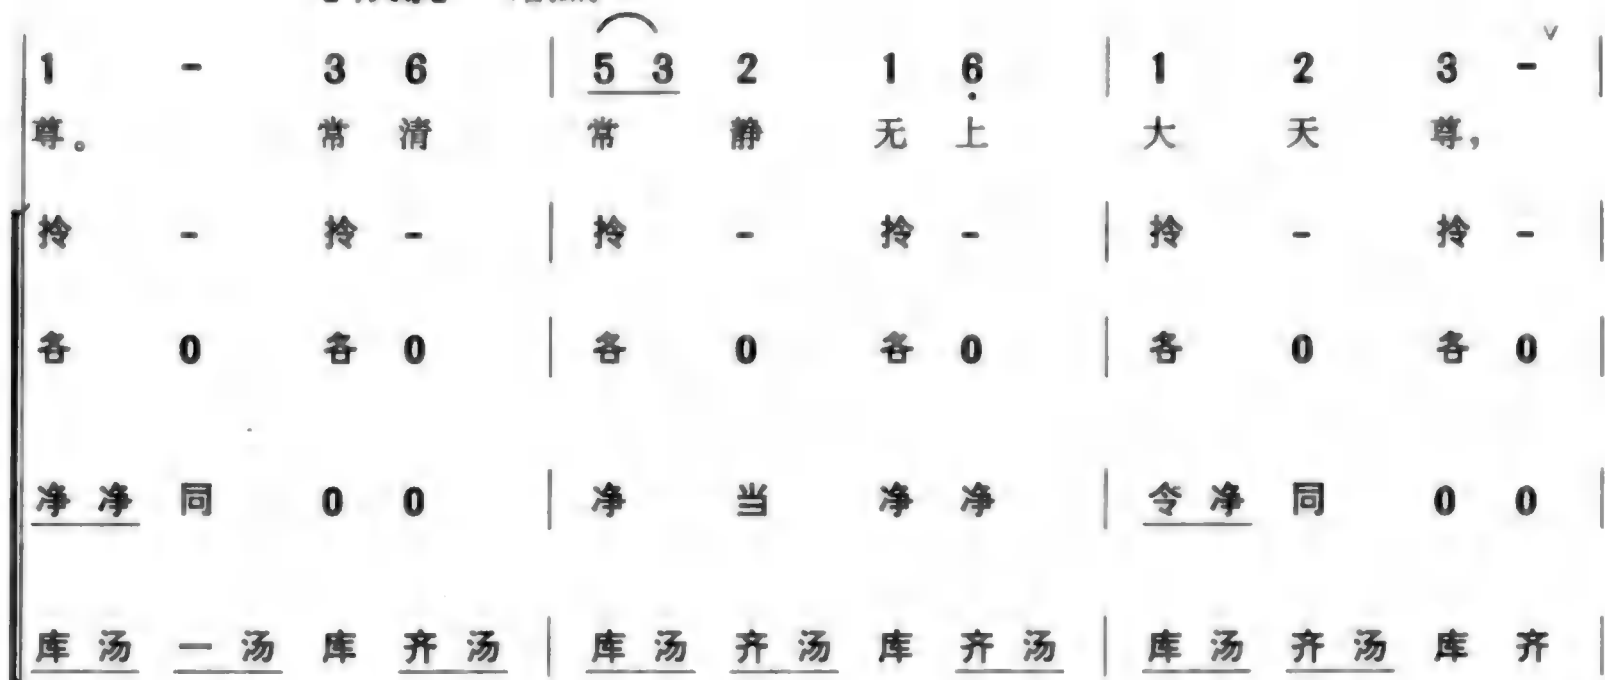 1 - 3 6 | 5 3 2 1 6 | 1 2 3 - ∨ |
尊。 常 清 常 静 无 上 大 天 尊，
拎 - 拎 - | 拎 - 拎 - | 拎 - 拎 - |
各 0 各 0 | 各 0 各 0 | 各 0 各 0 |
净 净 同 0 0 | 净 当 净 净 | 令 净 同 0 0 |
库 汤 一 汤 库 齐 汤 | 库 汤 齐 汤 库 齐 汤 | 库 汤 齐 汤 库 齐 |